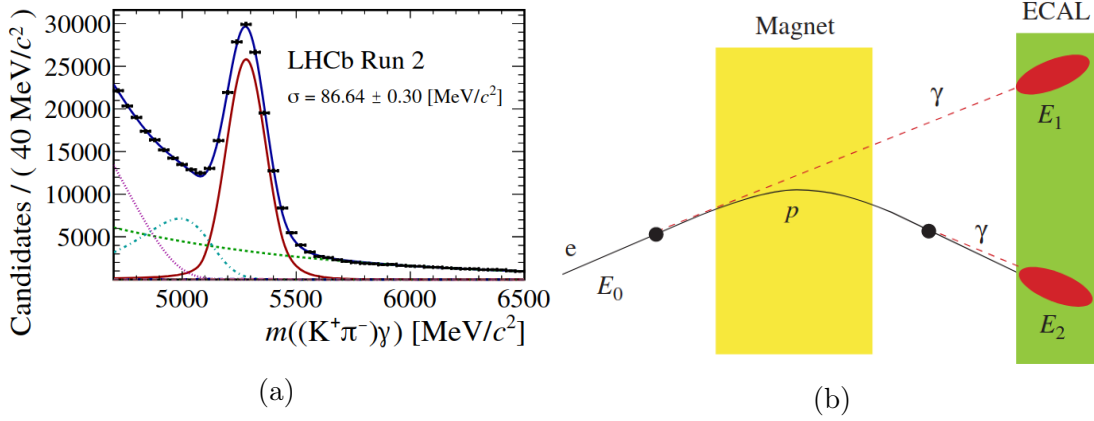 Candidates / ( 40 MeV/c²)
30000
25000
20000
15000
10000
5000
LHCb Run 2
σ = 86.64 ± 0.30 [MeV/c²]
5000 5500 6000 6500
m((K⁺π⁻)γ) [MeV/c²]
(a)
Magnet
ECAL
γ
E₁
p
e
E₀
γ
E₂
(b)